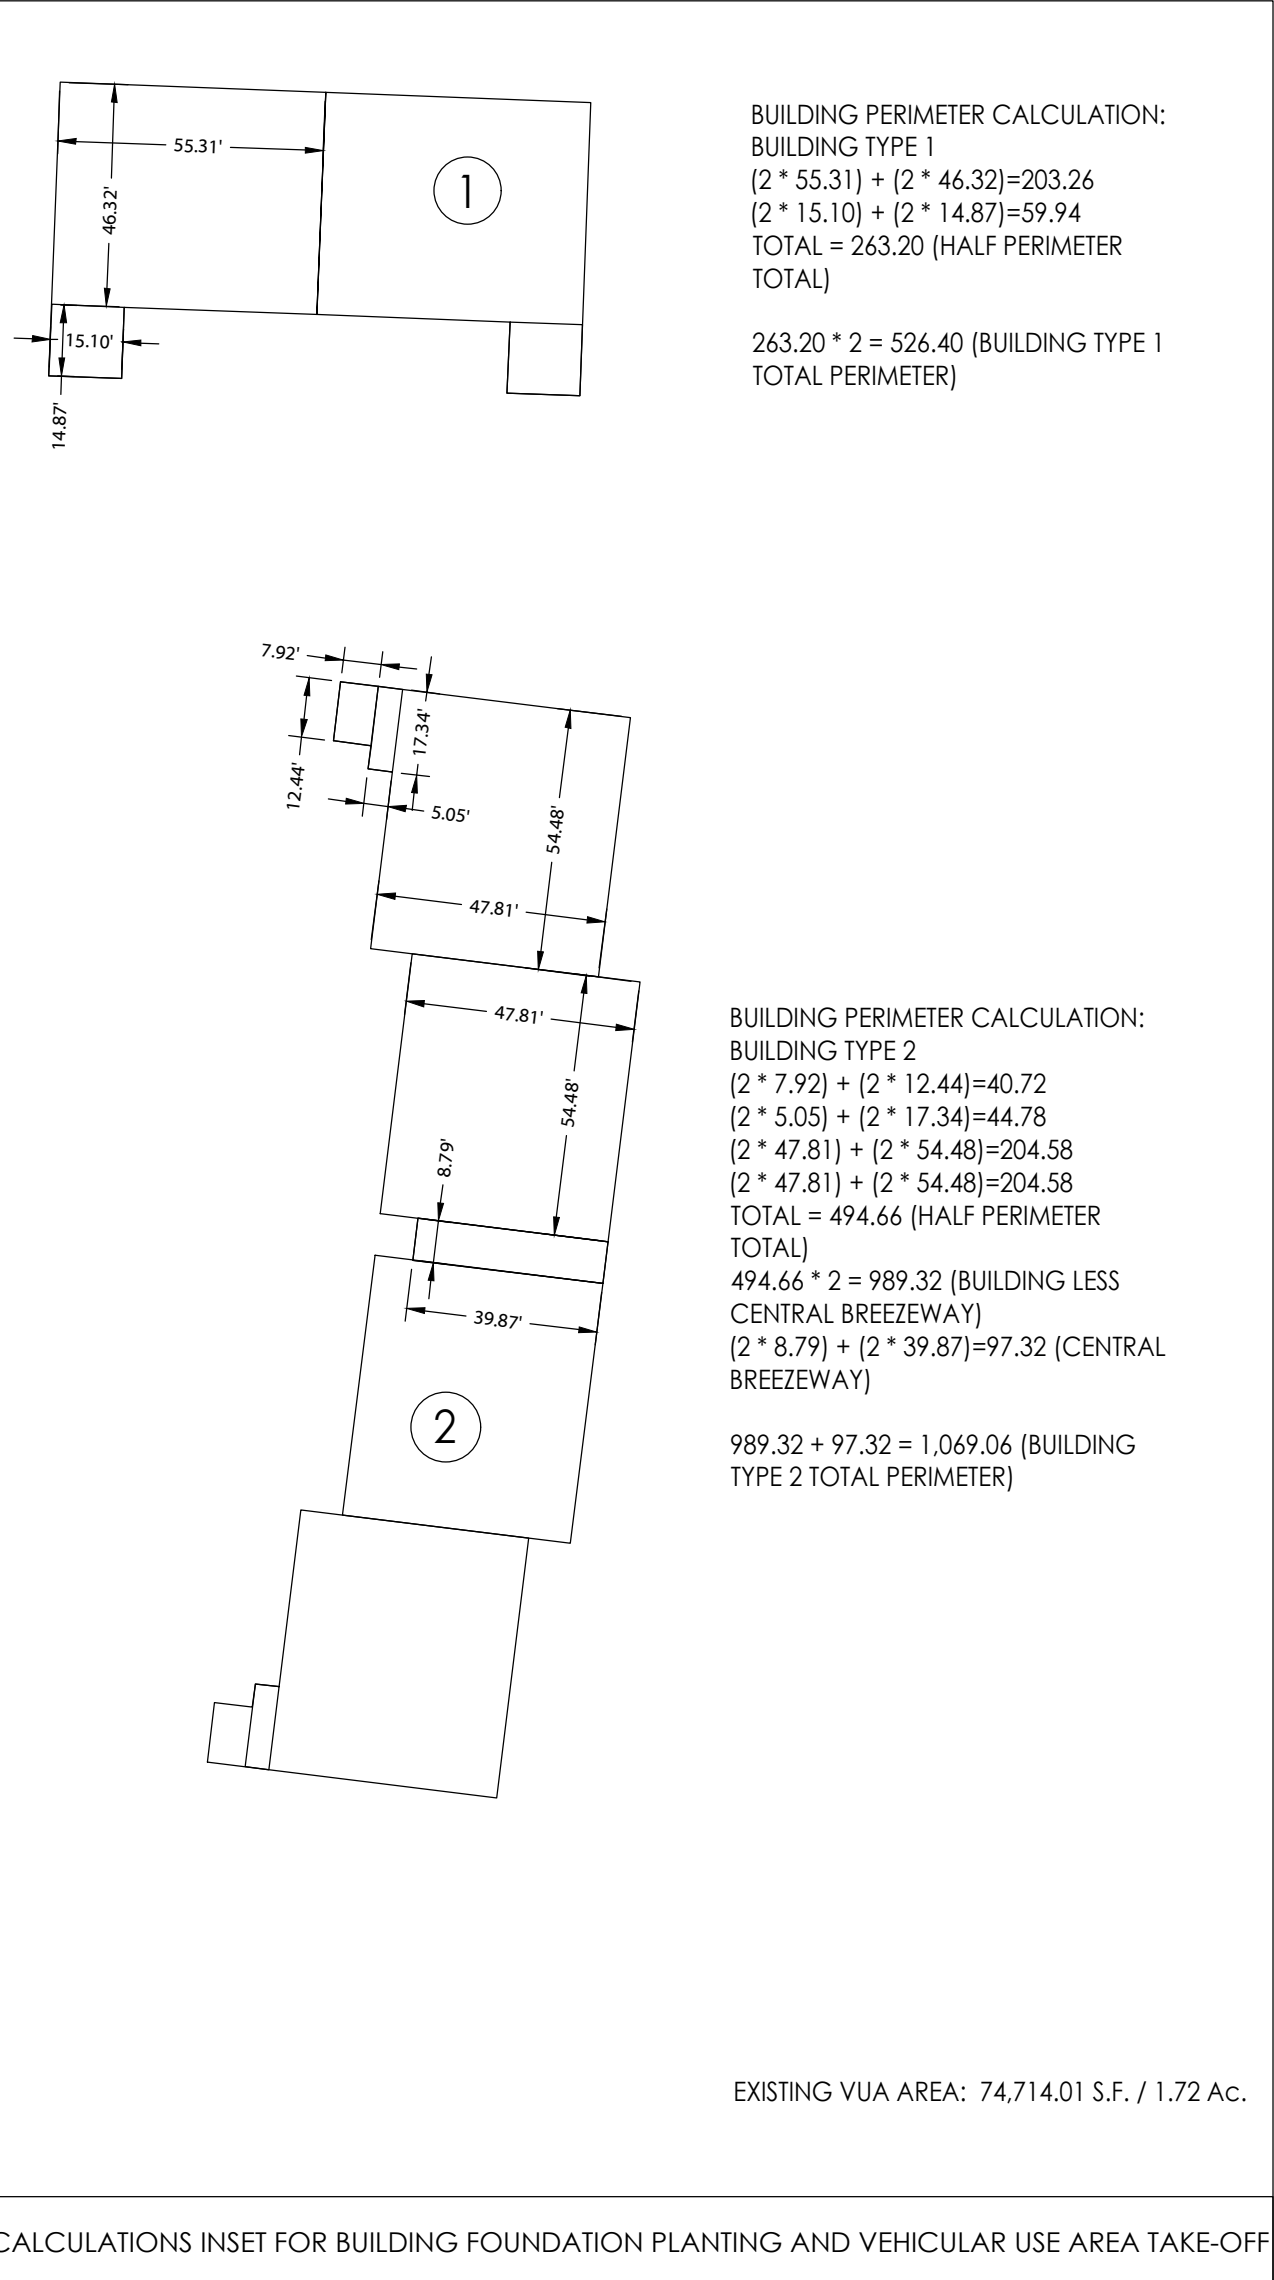 55.31'
46.32'
1
15.10'
14.87'
BUILDING PERIMETER CALCULATION:
BUILDING TYPE 1
(2 * 55.31) + (2 * 46.32)=203.26
(2 * 15.10) + (2 * 14.87)=59.94
TOTAL = 263.20 (HALF PERIMETER
TOTAL)
263.20 * 2 = 526.40 (BUILDING TYPE 1
TOTAL PERIMETER)
7.92'
12.44'
17.34'
5.05'
54.48'
47.81'
47.81'
54.48'
8.79'
39.87'
2
BUILDING PERIMETER CALCULATION:
BUILDING TYPE 2
(2 * 7.92) + (2 * 12.44)=40.72
(2 * 5.05) + (2 * 17.34)=44.78
(2 * 47.81) + (2 * 54.48)=204.58
(2 * 47.81) + (2 * 54.48)=204.58
TOTAL = 494.66 (HALF PERIMETER
TOTAL)
494.66 * 2 = 989.32 (BUILDING LESS
CENTRAL BREEZEWAY)
(2 * 8.79) + (2 * 39.87)=97.32 (CENTRAL
BREEZEWAY)
989.32 + 97.32 = 1,069.06 (BUILDING
TYPE 2 TOTAL PERIMETER)
EXISTING VUA AREA: 74,714.01 S.F. / 1.72 Ac.
CALCULATIONS INSET FOR BUILDING FOUNDATION PLANTING AND VEHICULAR USE AREA TAKE-OFF